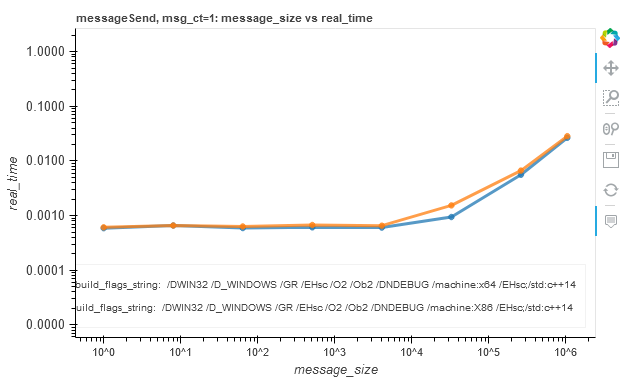 messageSend, msg_ct=1: message_size vs real_time
1.0000
0.1000
0.0100
0.0010
0.0001
0.0000
real_time
build_flags_string: /DWIN32 /D_WINDOWS /GR /EHsc /O2 /Ob2 /DNDEBUG /machine:x64 /EHsc;/std:c++14
uild_flags_string: /DWIN32 /D_WINDOWS /GR /EHsc /O2 /Ob2 /DNDEBUG /machine:X86 /EHsc;/std:c++14
10^0 10^1 10^2 10^3 10^4 10^5 10^6
message_size